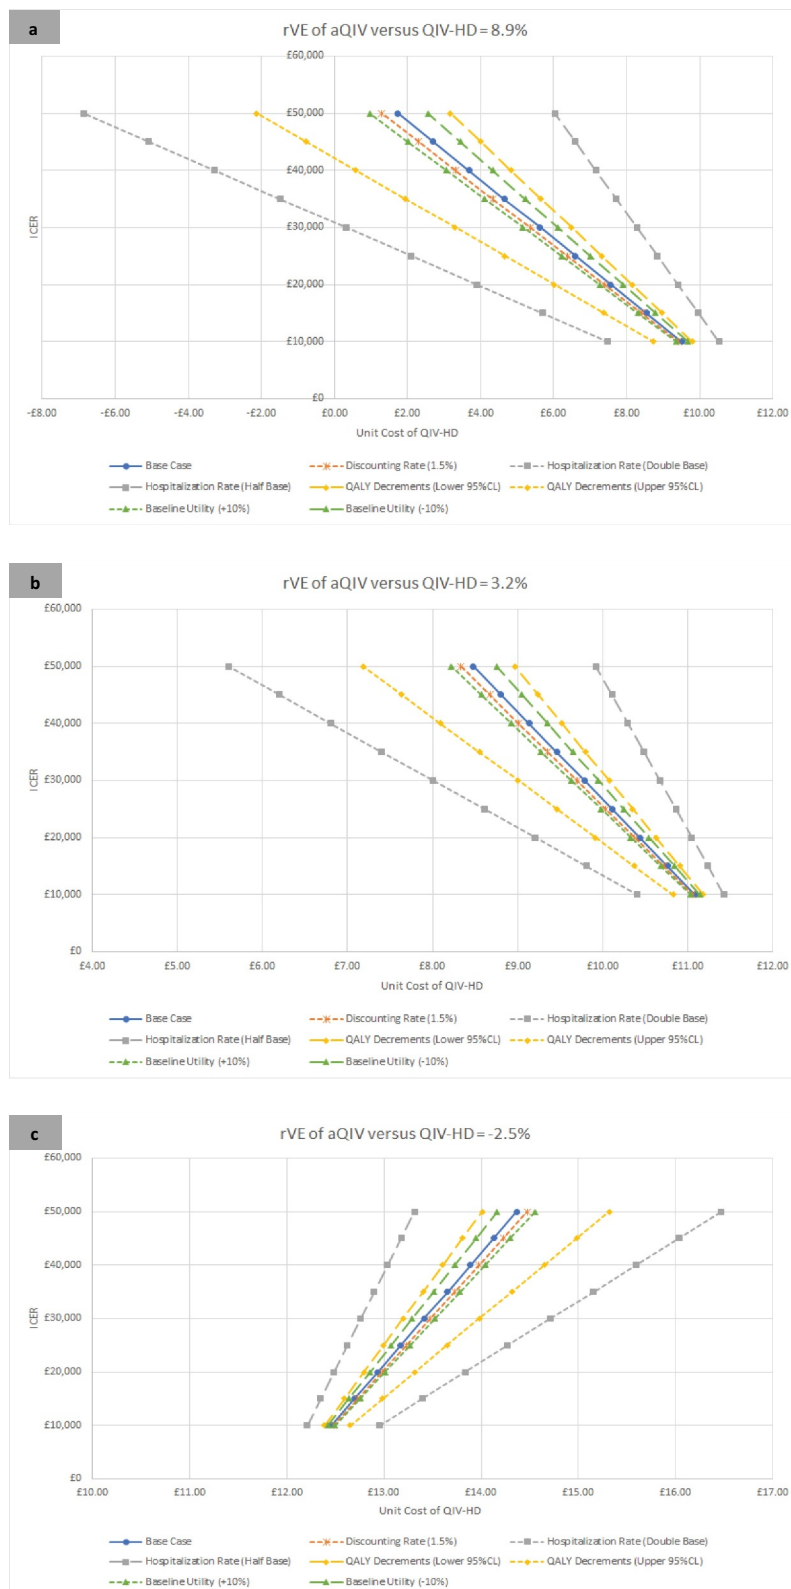 a
rVE of aQIV versus QIV-HD = 8.9%
£60,000
£50,000
£40,000
£30,000
£20,000
£10,000
£0
ICER
-£8.00 -£6.00 -£4.00 -£2.00 £0.00 £2.00 £4.00 £6.00 £8.00 £10.00 £12.00
Unit Cost of QIV-HD
Base Case Discounting Rate (1.5%) Hospitalization Rate (Double Base)
Hospitalization Rate (Half Base) QALY Decrements (Lower 95%CL) QALY Decrements (Upper 95%CL)
Baseline Utility (+10%) Baseline Utility (-10%)
b
rVE of aQIV versus QIV-HD = 3.2%
£60,000
£50,000
£40,000
£30,000
£20,000
£10,000
£0
ICER
£4.00 £5.00 £6.00 £7.00 £8.00 £9.00 £10.00 £11.00 £12.00
Unit Cost of QIV-HD
Base Case Discounting Rate (1.5%) Hospitalization Rate (Double Base)
Hospitalization Rate (Half Base) QALY Decrements (Lower 95%CL) QALY Decrements (Upper 95%CL)
Baseline Utility (+10%) Baseline Utility (-10%)
c
rVE of aQIV versus QIV-HD = -2.5%
£60,000
£50,000
£40,000
£30,000
£20,000
£10,000
£0
ICER
£10.00 £11.00 £12.00 £13.00 £14.00 £15.00 £16.00 £17.00
Unit Cost of QIV-HD
Base Case Discounting Rate (1.5%) Hospitalization Rate (Double Base)
Hospitalization Rate (Half Base) QALY Decrements (Lower 95%CL) QALY Decrements (Upper 95%CL)
Baseline Utility (+10%) Baseline Utility (-10%)